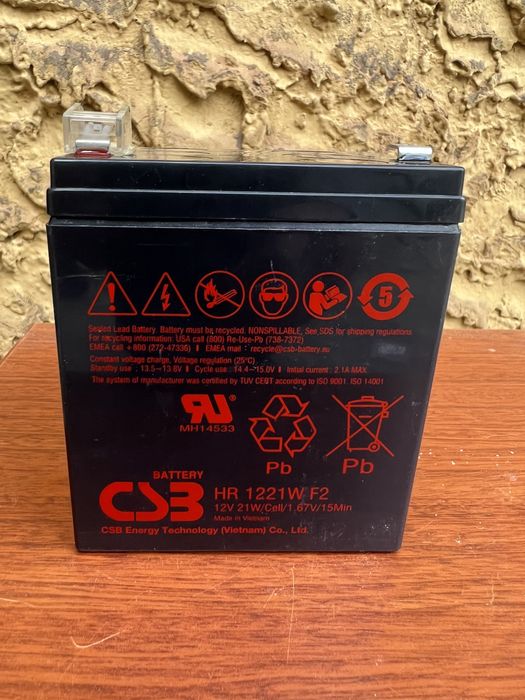 5
Sealed Lead Battery. Battery must be recycled. NONSPILLABLE, See SDS for shipping regulations
For recycling information: USA call (800) Re-Use-Pb (738-7372)
EMEA call + 800 (272-47336) | EMEA mail : recycle@csb-battery.eu
Constant voltage charge, Voltage regulation (25°C)
Standby use : 13.5~13.8V | Cycle use : 14.4~15.0V | Initial current : 2.1A MAX
The system of manufacturer was certified by TUV CERT according to ISO 9001, ISO 14001
MH14533
Pb
Pb
BATTERY
CSB
HR 1221W F2
12V 21W/Cell/1.67V/15Min
Made in Vietnam
CSB Energy Technology (Vietnam) Co., Ltd.